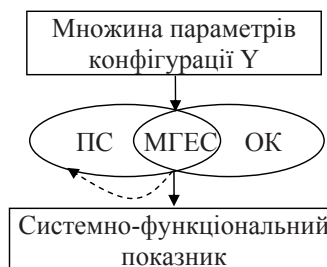 Множина параметрів
конфігурації Y
ПС МГЕС ОК
Системно-функціональний
показник